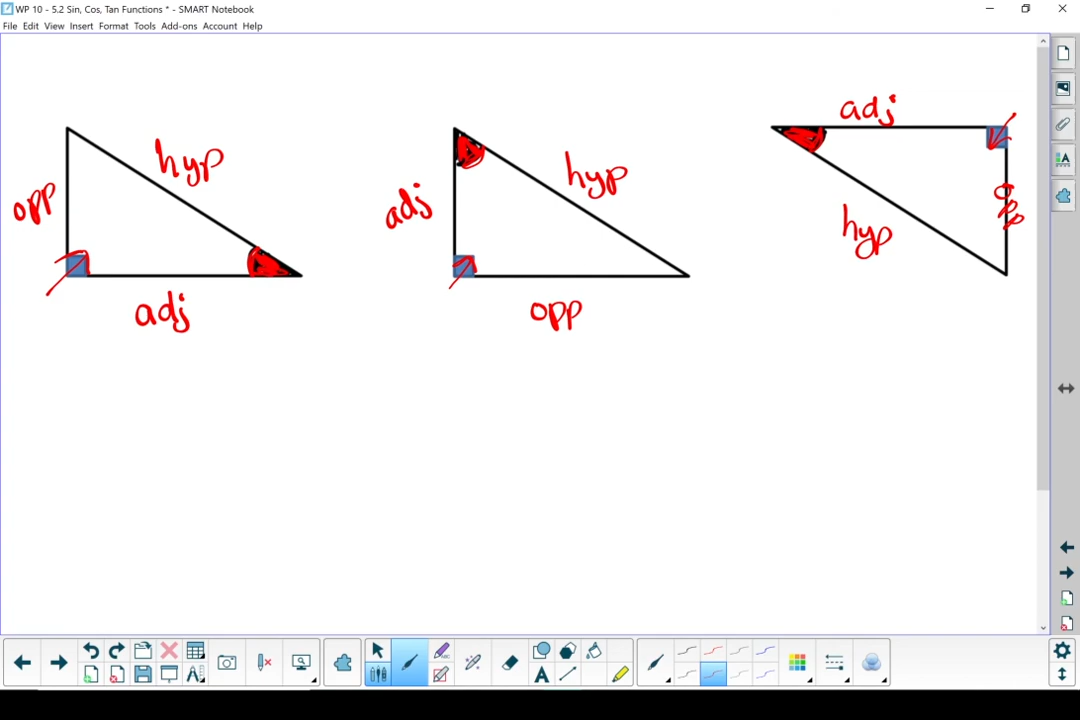 WP 10 - 5.2 Sin, Cos, Tan Functions * - SMART Notebook
File Edit View Insert Format Tools Add-ons Account Help
opp
hyp
adj
adj
hyp
opp
adj
hyp
opp